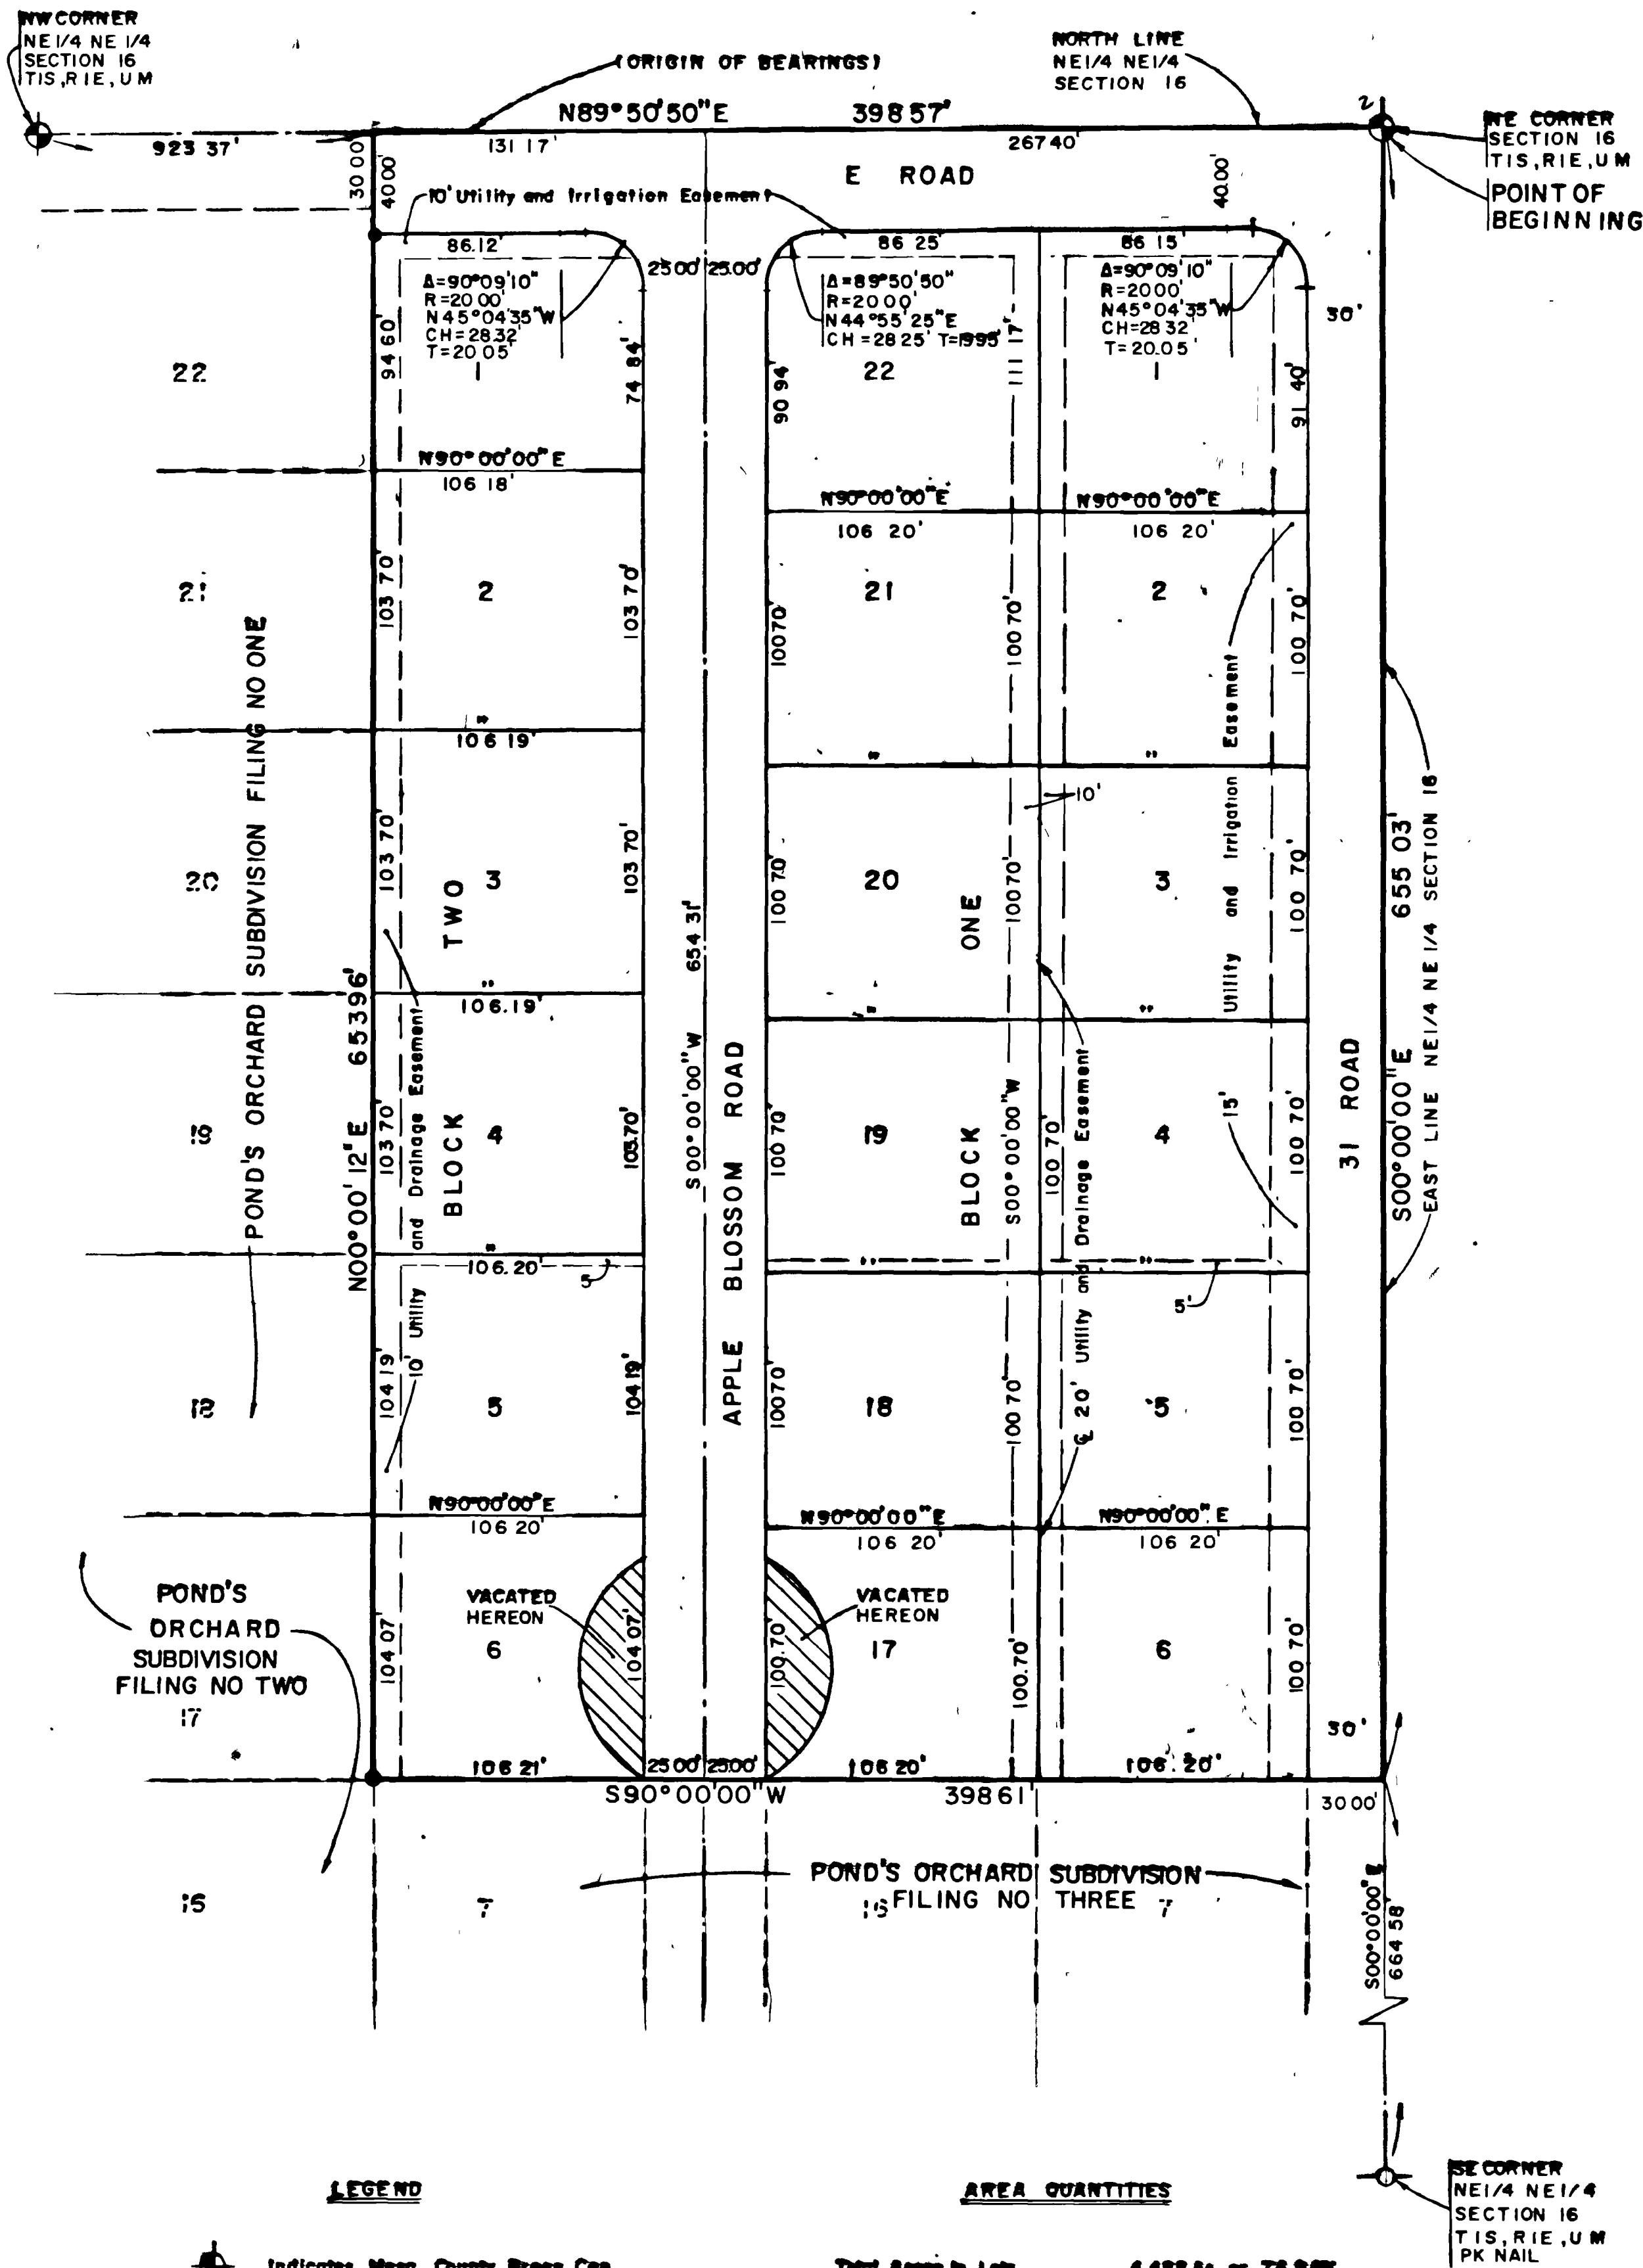 NW CORNER
NE 1/4 NE 1/4
SECTION 16
T1S, R1E, UM
(ORIGIN OF BEARINGS)
NORTH LINE
NE1/4 NE1/4
SECTION 16
N89°50'50"E 398 57'
2
NE CORNER
SECTION 16
T1S, R1E, UM
POINT OF
BEGINNING
923 37'
131 17'
267 40'
30 00'
40 00'
E ROAD
40.00'
10' Utility and Irrigation Easement
86.12'
25 00' 25.00'
86 25'
86 15'
Δ=90°09'10"
R=20 00'
N45°04'35"W
CH=28.32'
T=20.05'
Δ=89°50'50"
R=20 00'
N44°55'25"E
CH=28 25' T=19 95'
Δ=90°09'10"
R=20 00'
N45°04'35"W
CH=28 32'
T=20.05'
30'
22
94 60'
1
74 84'
90 94'
22
111 17'
1
91 40'
N90°00'00"E
106 18'
N90°00'00"E
106 20'
N90°00'00"E
106 20'
21
103 70'
2
103 70'
100 70'
21
100 70'
2
100 70'
POND'S ORCHARD SUBDIVISION FILING NO ONE
"
106 19'
"
"
10'
Utility and Irrigation Easement
20
103 70'
3
103 70'
100 70'
20
100 70'
3
100 70'
BLOCK TWO
BLOCK ONE
654 31'
S00°00'00"W
"
106.19'
"
"
N00°00'12"E 653 96'
10' Utility and Drainage Easement
APPLE BLOSSOM ROAD
S00°00'00"W
℄ 20' Utility and Drainage Easement
31 ROAD
S00°00'00"E 655 03'
EAST LINE NE1/4 NE 1/4 SECTION 16
19
103 70'
4
103.70'
100 70'
19
100 70'
4
15'
100 70'
"
106.20'
5'
"
"
5'
18
104 19'
5
104 19'
100 70'
18
100 70'
5
100 70'
N90°00'00"E
106 20'
N90°00'00"E
106 20'
N90°00'00"E
106 20'
POND'S
ORCHARD
SUBDIVISION
FILING NO TWO
17
104 07'
VACATED
HEREON
6
104 07'
100.70'
VACATED
HEREON
17
100.70'
6
100 70'
30'
106 21'
25 00' 25 00'
106 20'
106. 20'
S90°00'00"W 398 61'
30 00'
POND'S ORCHARD SUBDIVISION
FILING NO THREE
16
7
16
7
S00°00'00"E
664 58'
SE CORNER
NE1/4 NE1/4
SECTION 16
T1S, R1E, UM
PK NAIL
LEGEND
AREA QUANTITIES